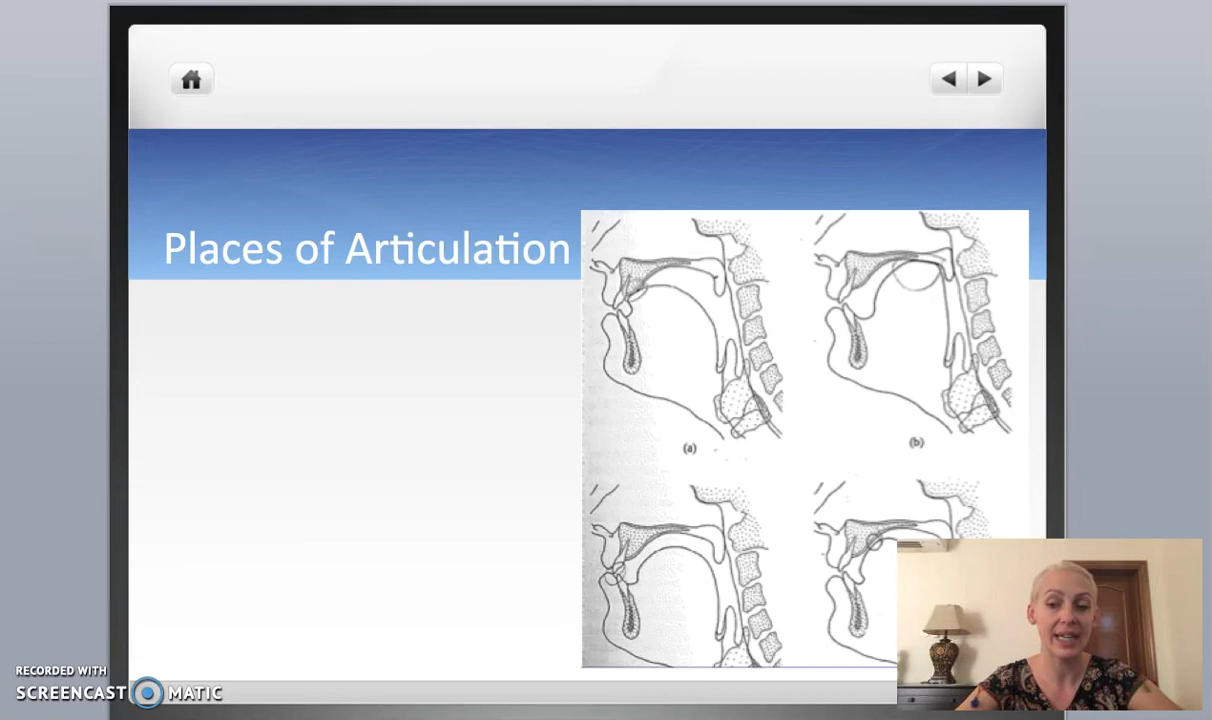 Places of Articulation
(a)
(b)
RECORDED WITH
SCREENCAST MATIC